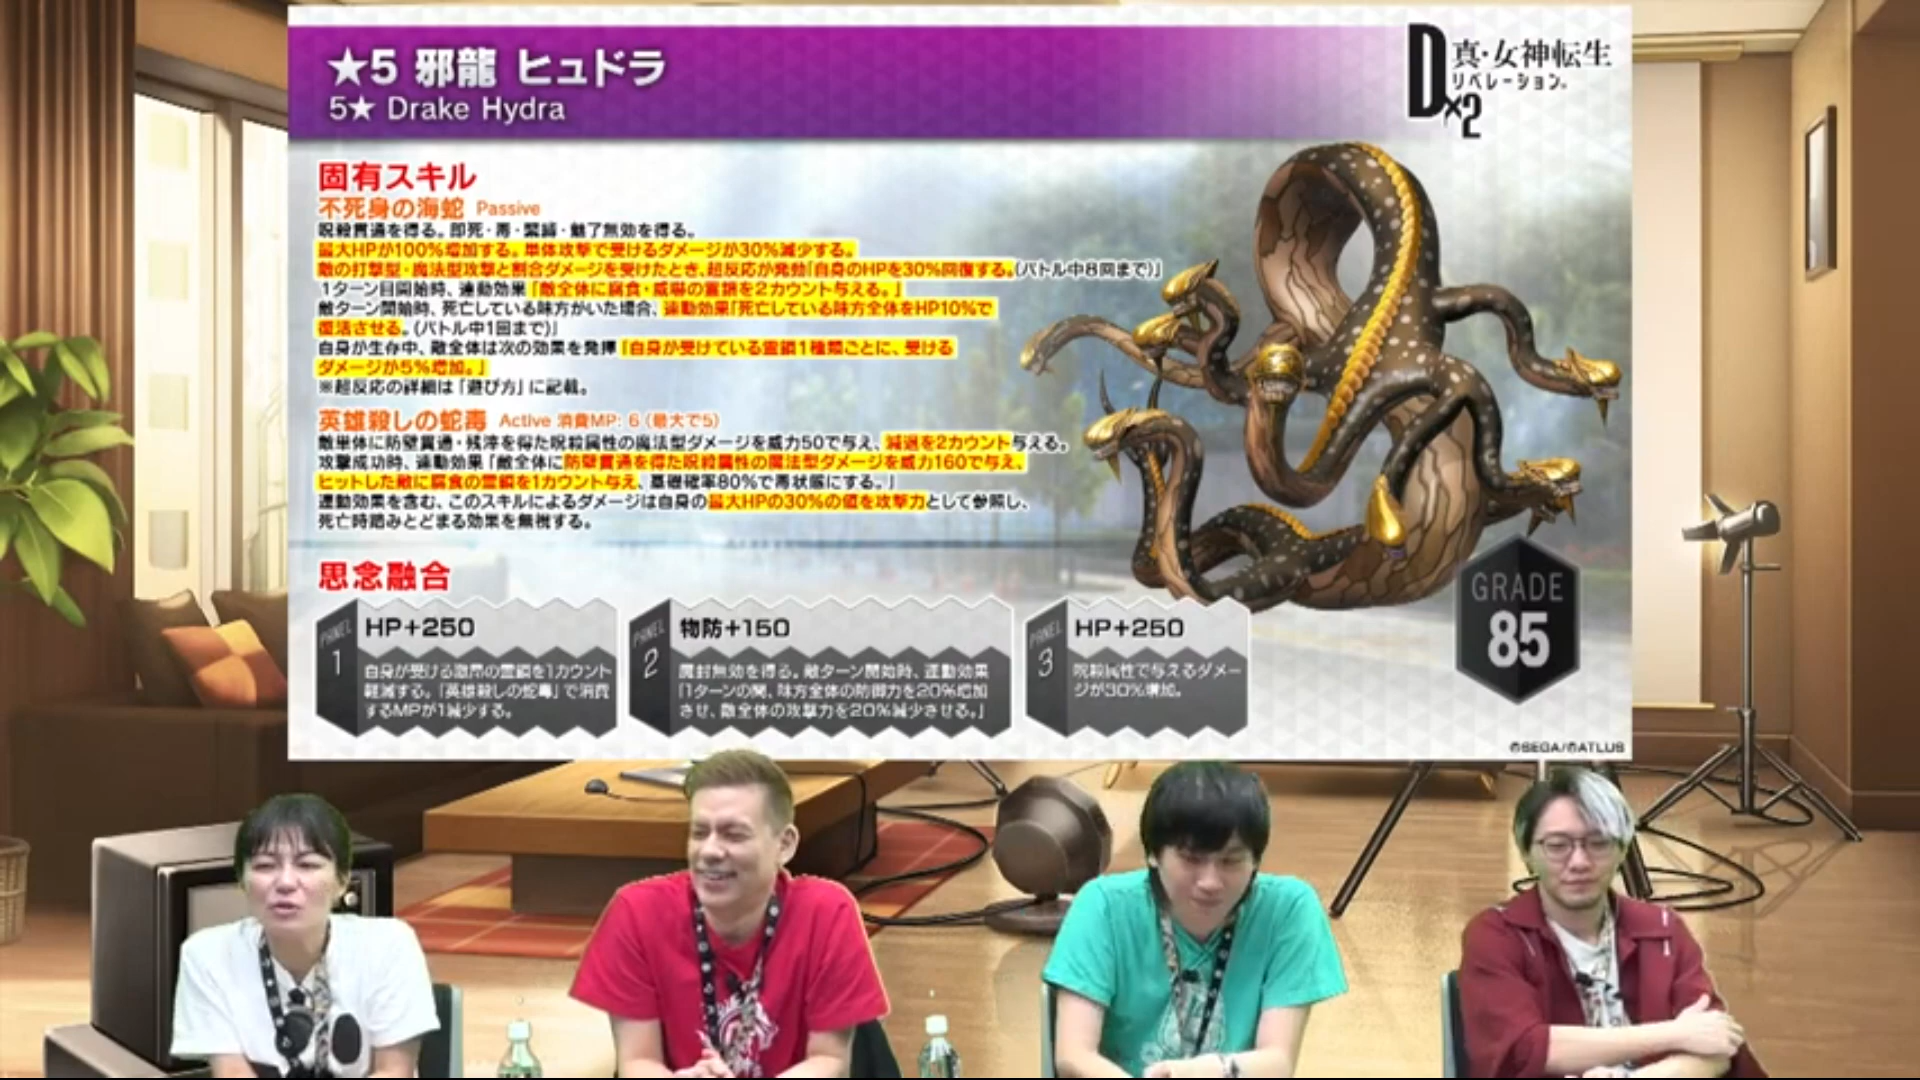 ★5 邪龍 ヒュドラ
5★ Drake Hydra
D×2 真・女神転生
リベレーション。
固有スキル
不死身の海蛇 Passive
呪殺貫通を得る。即死・毒・緊縛・魅了無効を得る。
最大HPが100%増加する。単体攻撃で受けるダメージが30%減少する。
敵の打撃型・魔法型攻撃と割合ダメージを受けたとき、超反応が発動「自身のHPを30%回復する。(バトル中8回まで)」
1ターン目開始時、連動効果「敵全体に腐食・威嚇の霊鎖を2カウント与える。」
敵ターン開始時、死亡している味方がいた場合、連動効果「死亡している味方全体をHP10%で
復活させる。(バトル中1回まで)」
自身が生存中、敵全体は次の効果を発揮「自身が受けている霊鎖1種類ごとに、受ける
ダメージが5%増加。」
※超反応の詳細は「遊び方」に記載。
英雄殺しの蛇毒 Active 消費MP: 6 (最大で5)
敵単体に防壁貫通・残滓を得た呪殺属性の魔法型ダメージを威力50で与え、減退を2カウント与える。
攻撃成功時、連動効果「敵全体に防壁貫通を得た呪殺属性の魔法型ダメージを威力160で与え、
ヒットした敵に腐食の霊鎖を1カウント与え、基礎確率80%で毒状態にする。」
連動効果を含む、このスキルによるダメージは自身の最大HPの30%の値を攻撃力として参照し、
死亡時踏みとどまる効果を無視する。
思念融合
PANEL 1
HP+250
自身が受ける激昂の霊鎖を1カウント
軽減する。「英雄殺しの蛇毒」で消費
するMPが1減少する。
PANEL 2
物防+150
魔封無効を得る。敵ターン開始時、連動効果
「1ターンの間、味方全体の防御力を20%増加
させ、敵全体の攻撃力を20%減少させる。」
PANEL 3
HP+250
呪殺属性で与えるダメー
ジが30%増加。
GRADE
85
©SEGA/©ATLUS